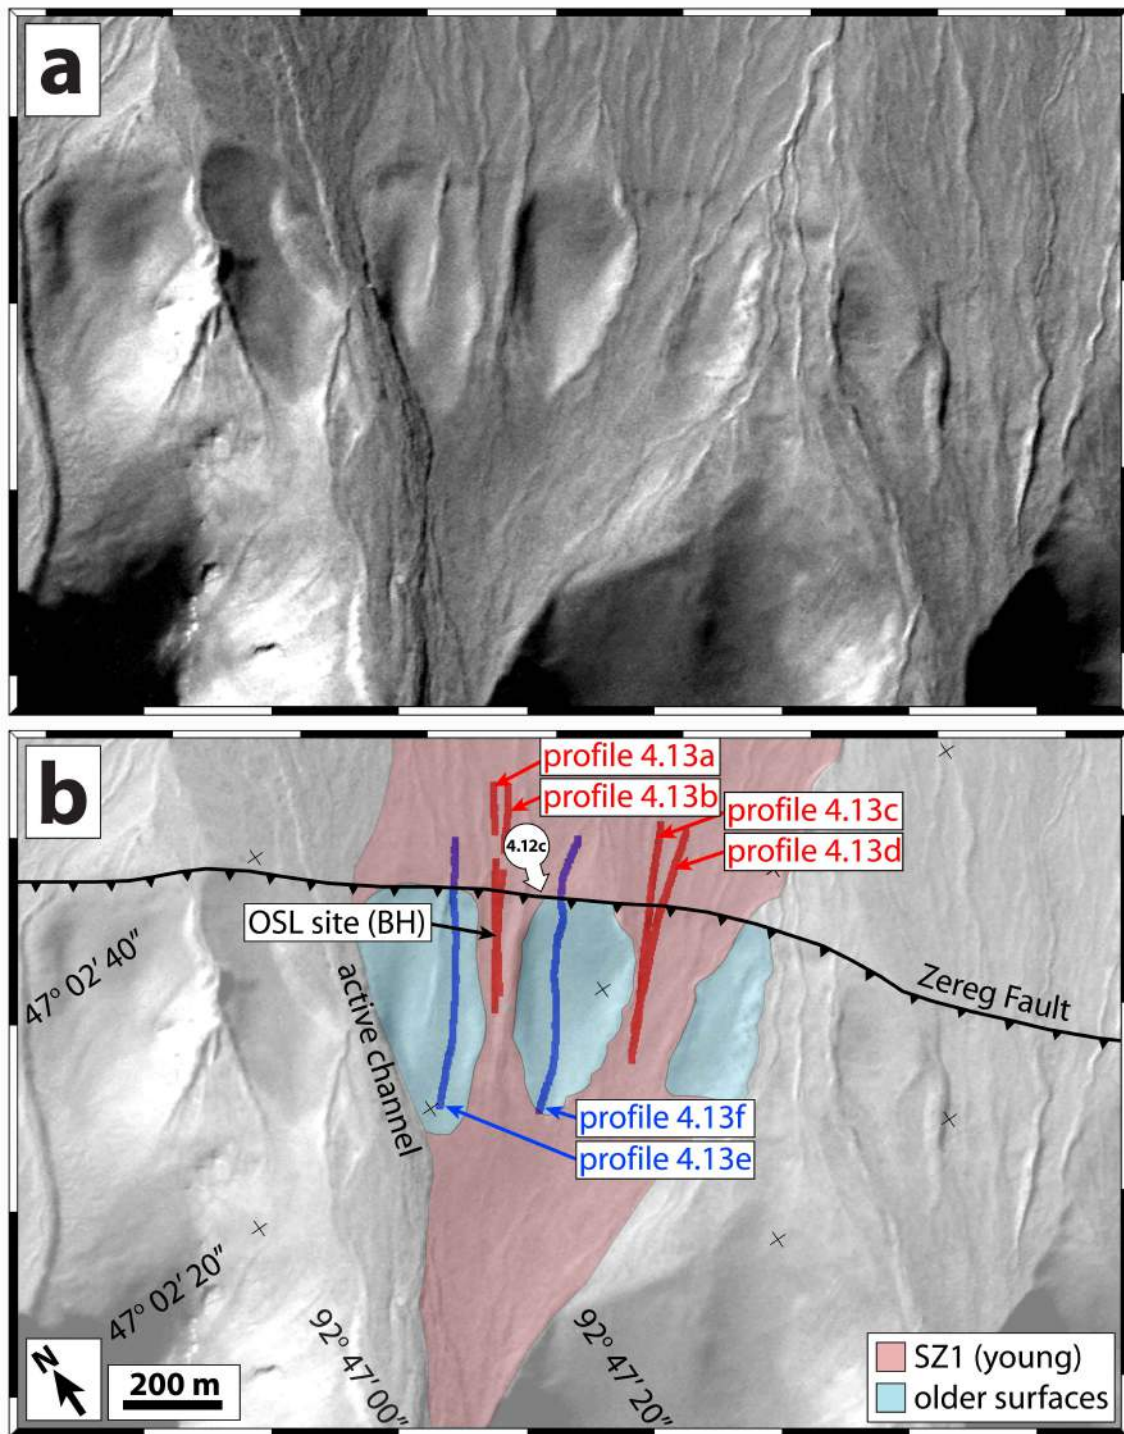 a
b
profile 4.13a
profile 4.13b
profile 4.13c
4.12c
profile 4.13d
OSL site (BH)
47° 02' 40"
active channel
Zereg Fault
profile 4.13f
profile 4.13e
47° 02' 20"
92° 47' 00"
92° 47' 20"
N
200 m
SZ1 (young)
older surfaces